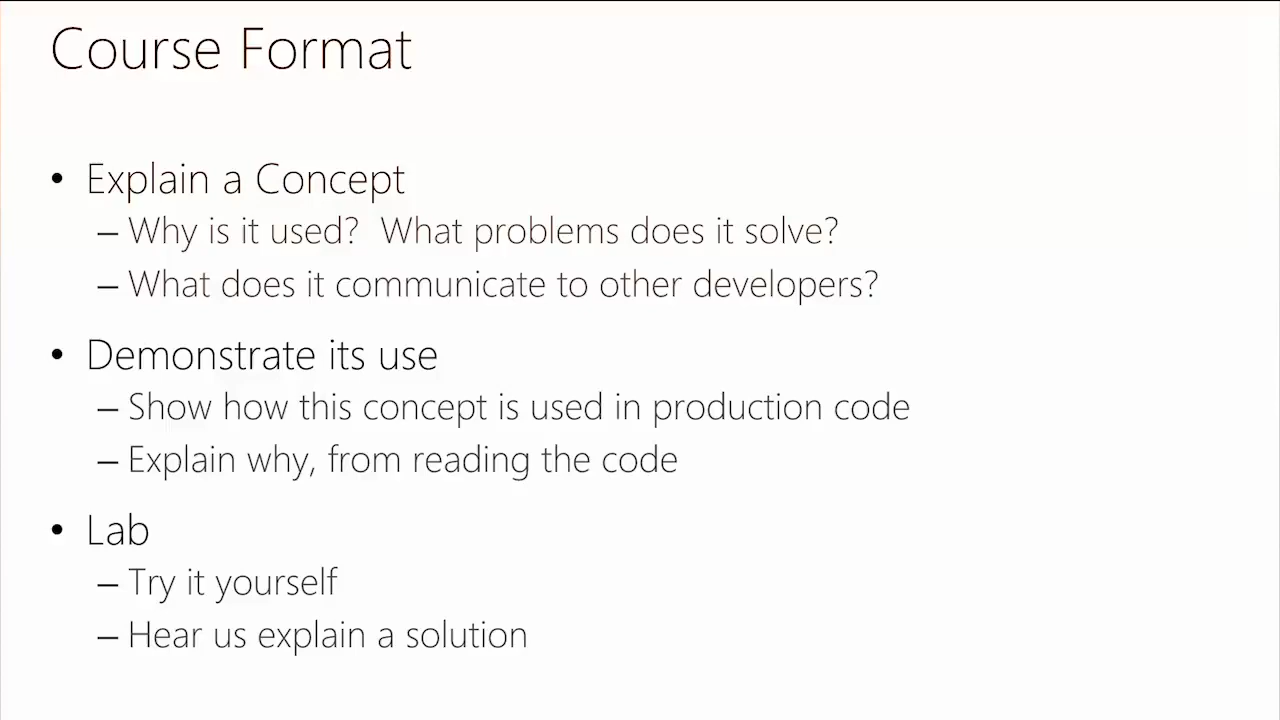 Course Format
• Explain a Concept
– Why is it used?  What problems does it solve?
– What does it communicate to other developers?
• Demonstrate its use
– Show how this concept is used in production code
– Explain why, from reading the code
• Lab
– Try it yourself
– Hear us explain a solution